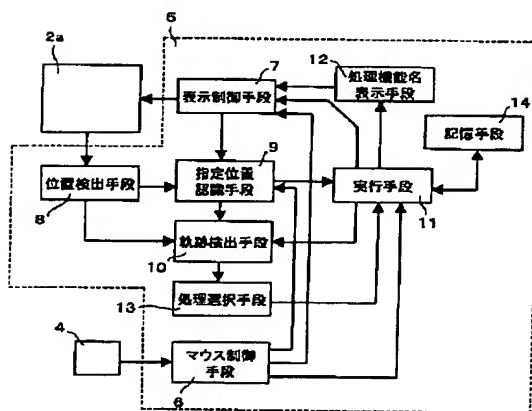 5
2a
7
表示制御手段
12
処理機能名
表示手段
14
記憶手段
9
指定位置
認識手段
位置検出手段
8
実行手段
11
軌跡検出手段
10
処理選択手段
13
4
マウス制御
手段
6